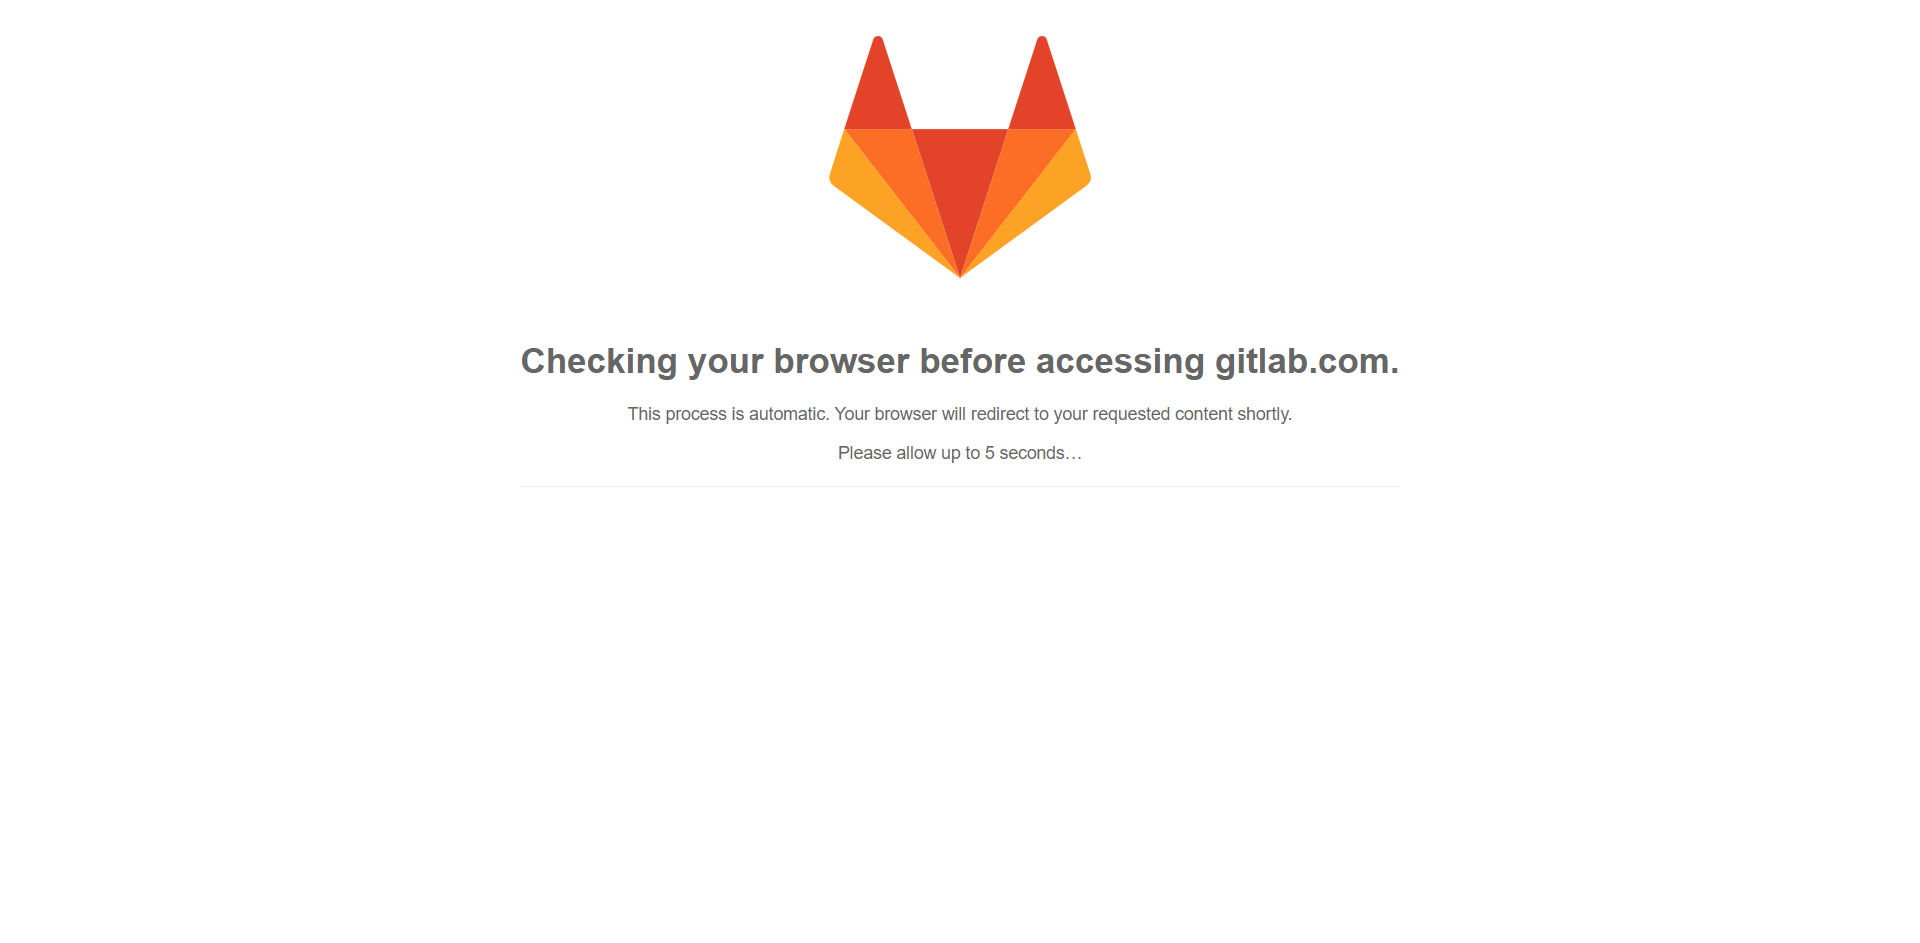 Checking your browser before accessing gitlab.com.
This process is automatic. Your browser will redirect to your requested content shortly.
Please allow up to 5 seconds…